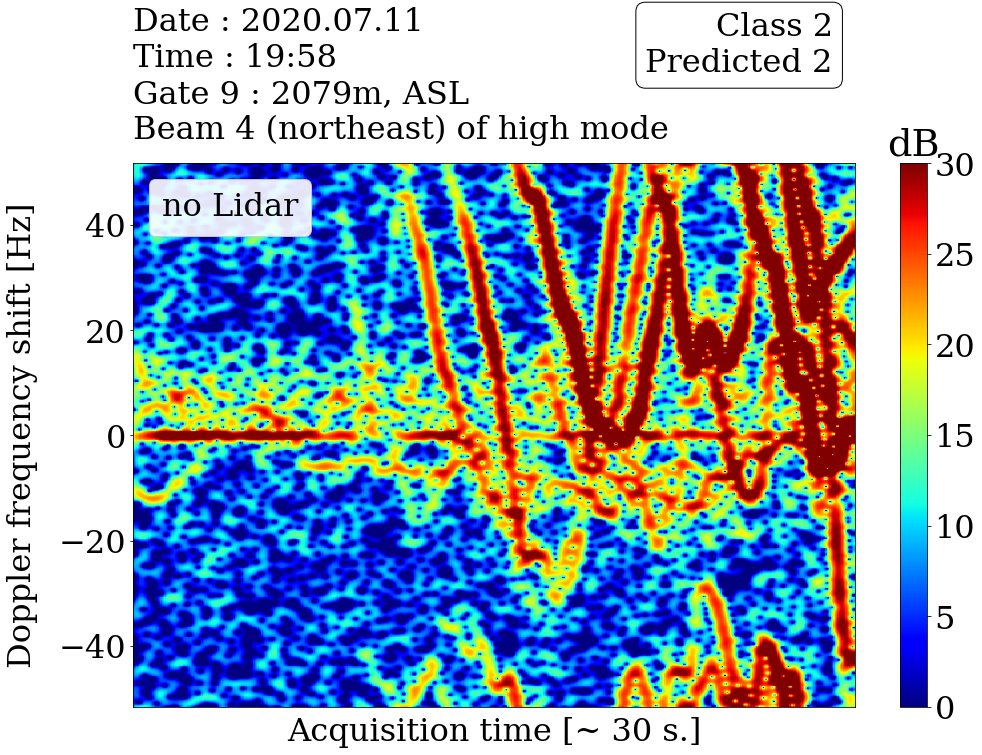 Date : 2020.07.11
Time : 19:58
Gate 9 : 2079m, ASL
Beam 4 (northeast) of high mode
Class 2
Predicted 2
dB
no Lidar
Doppler frequency shift [Hz]
40
20
0
−20
−40
Acquisition time [~ 30 s.]
30
25
20
15
10
5
0